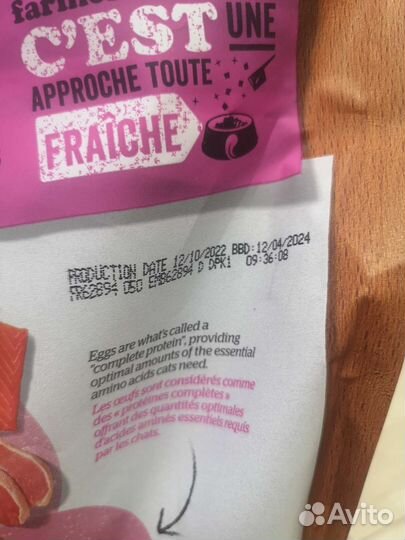 farme
C'EST UNE
APPROCHE TOUTE
FRAÎCHE
PRODUCTION DATE 12/10/2022 BBD:12/04/2024
FR62894 050 EMB62894 D DPK1 09:36:08
Eggs are what's called a
"complete protein", providing
optimal amounts of the essential
amino acids cats need.
Les œufs sont considérés comme
des « protéines complètes »
offrant des quantités optimales
d'acides aminés essentiels requis
par les chats.
Avito